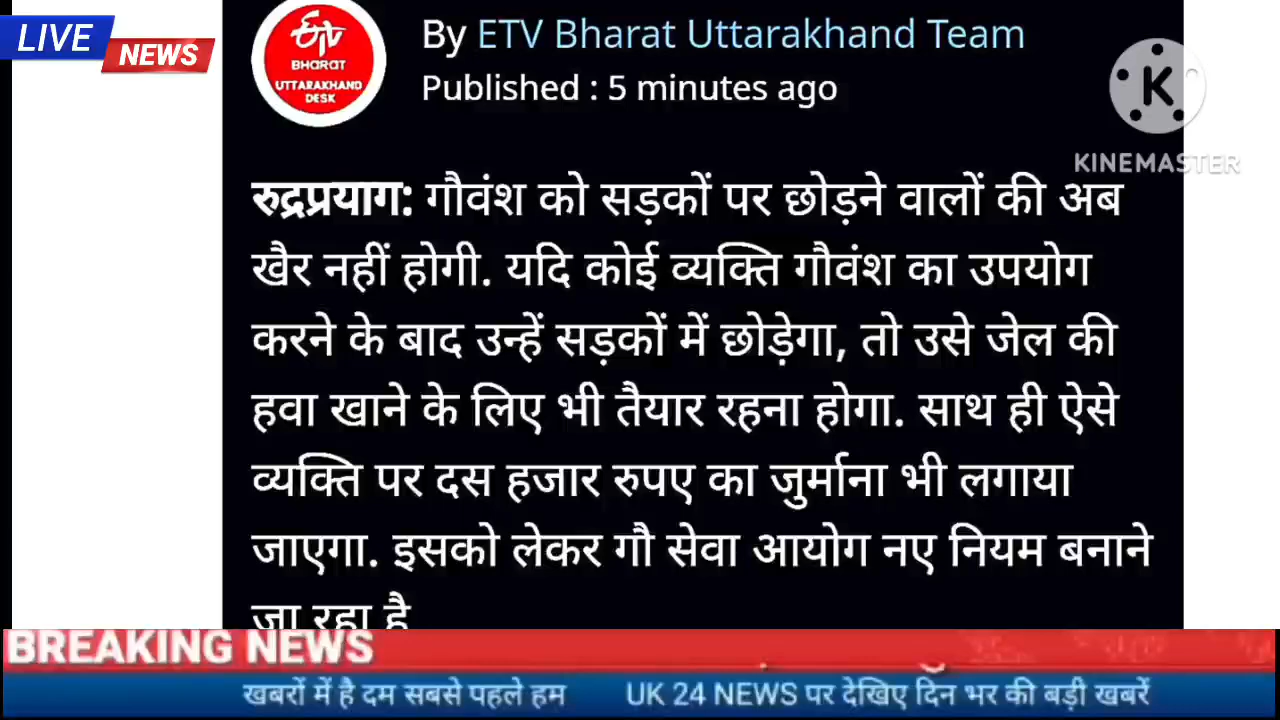 LIVE
NEWS
ETV
BHARAT
UTTARAKHAND
DESK
By ETV Bharat Uttarakhand Team
Published : 5 minutes ago
K
KINEMASTER
रुद्रप्रयाग: गौवंश को सड़कों पर छोड़ने वालों की अब
खैर नहीं होगी. यदि कोई व्यक्ति गौवंश का उपयोग
करने के बाद उन्हें सड़कों में छोड़ेगा, तो उसे जेल की
हवा खाने के लिए भी तैयार रहना होगा. साथ ही ऐसे
व्यक्ति पर दस हजार रुपए का जुर्माना भी लगाया
जाएगा. इसको लेकर गौ सेवा आयोग नए नियम बनाने
जा रहा है
BREAKING NEWS
खबरों में है दम सबसे पहले हम UK 24 NEWS पर देखिए दिन भर की बड़ी खबरें